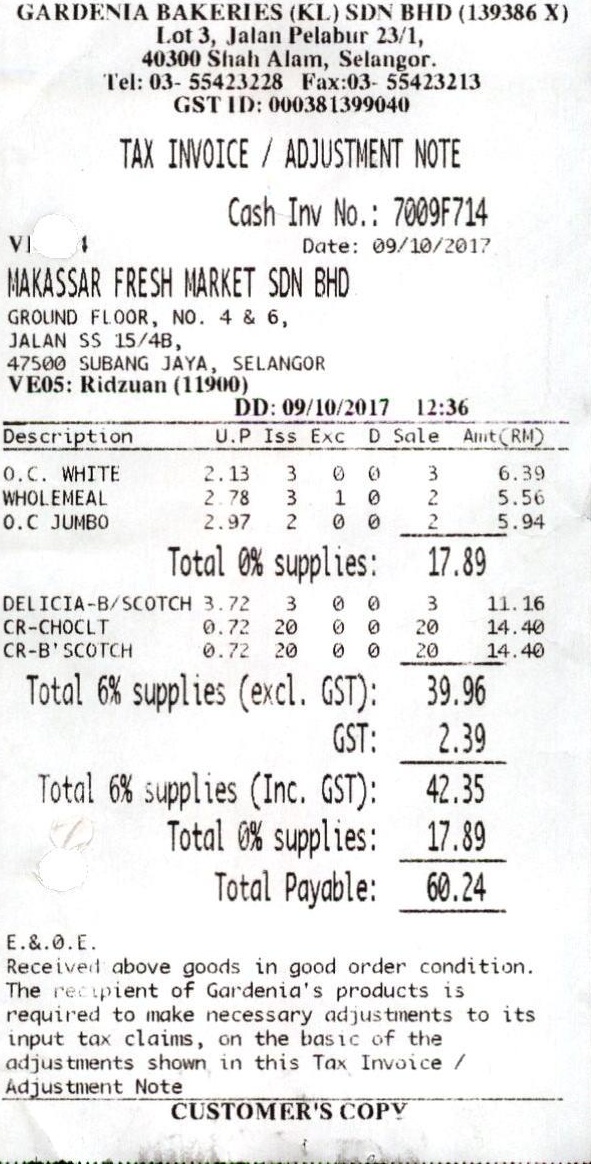 GARDENIA BAKERIES (KL) SDN BHD (139386 X)
Lot 3, Jalan Pelabur 23/1,
40300 Shah Alam, Selangor.
Tel: 03- 55423228 Fax:03- 55423213
GST ID: 000381399040
TAX INVOICE / ADJUSTMENT NOTE
Cash Inv No.: 7009F714
Date: 09/10/2017
MAKASSAR FRESH MARKET SDN BHD
GROUND FLOOR, NO. 4 & 6,
JALAN SS 15/4B,
47500 SUBANG JAYA, SELANGOR
VE05: Ridzuan (11900)
DD: 09/10/2017 12:36
Description U.P Iss Exc D Sale Amt(RM)
O.C. WHITE 2.13 3 0 0 3 6.39
WHOLEMEAL 2.78 3 1 0 2 5.56
O.C JUMBO 2.97 2 0 0 2 5.94
Total 0% supplies: 17.89
DELICIA-B/SCOTCH 3.72 3 0 0 3 11.16
CR-CHOCLT 0.72 20 0 0 20 14.40
CR-B'SCOTCH 0.72 20 0 0 20 14.40
Total 6% supplies (excl. GST): 39.96
GST: 2.39
Total 6% supplies (Inc. GST): 42.35
Total 0% supplies: 17.89
Total Payable: 60.24
E.&.O.E.
Received above goods in good order condition.
The recipient of Gardenia's products is
required to make necessary adjustments to its
input tax claims, on the basic of the
adjustments shown in this Tax Invoice /
Adjustment Note
CUSTOMER'S COPY